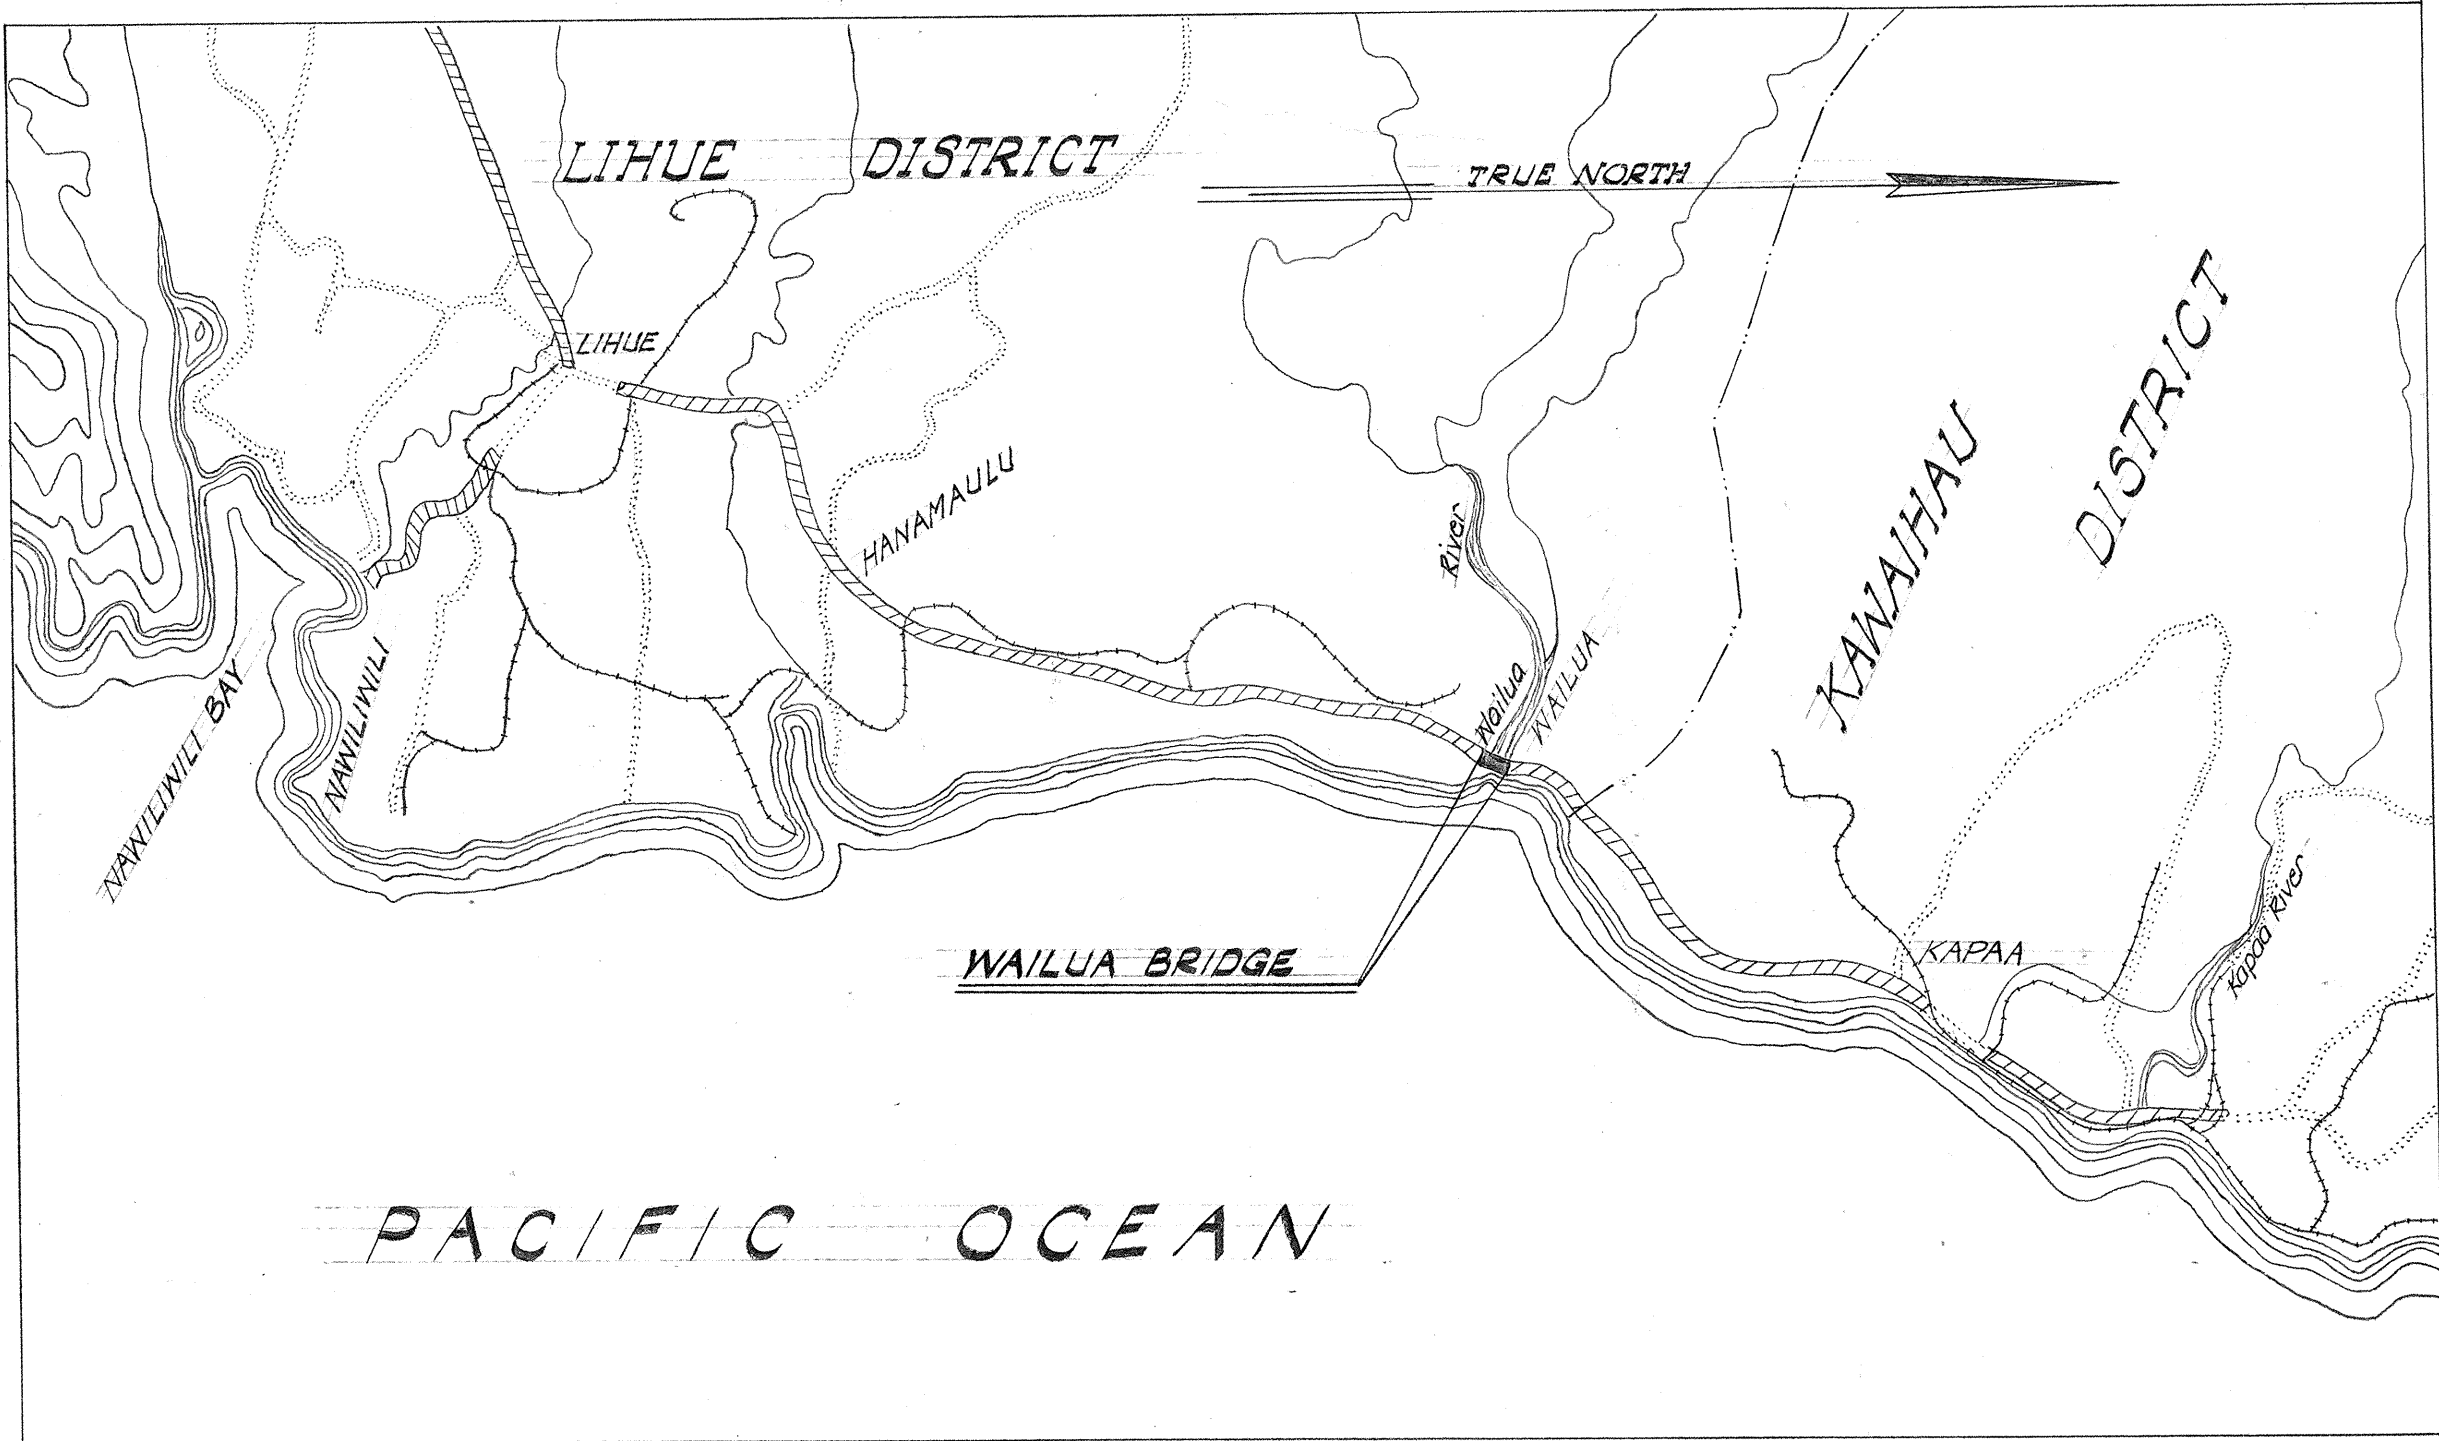 LIHUE DISTRICT
TRUE NORTH
LIHUE
HANAMAULU
KAWAIHAU
DISTRICT
River
Wailua
WAILUA
NAWILIWILI BAY
NAWILIWILI
WAILUA BRIDGE
KAPAA
Kapaa River
PACIFIC OCEAN